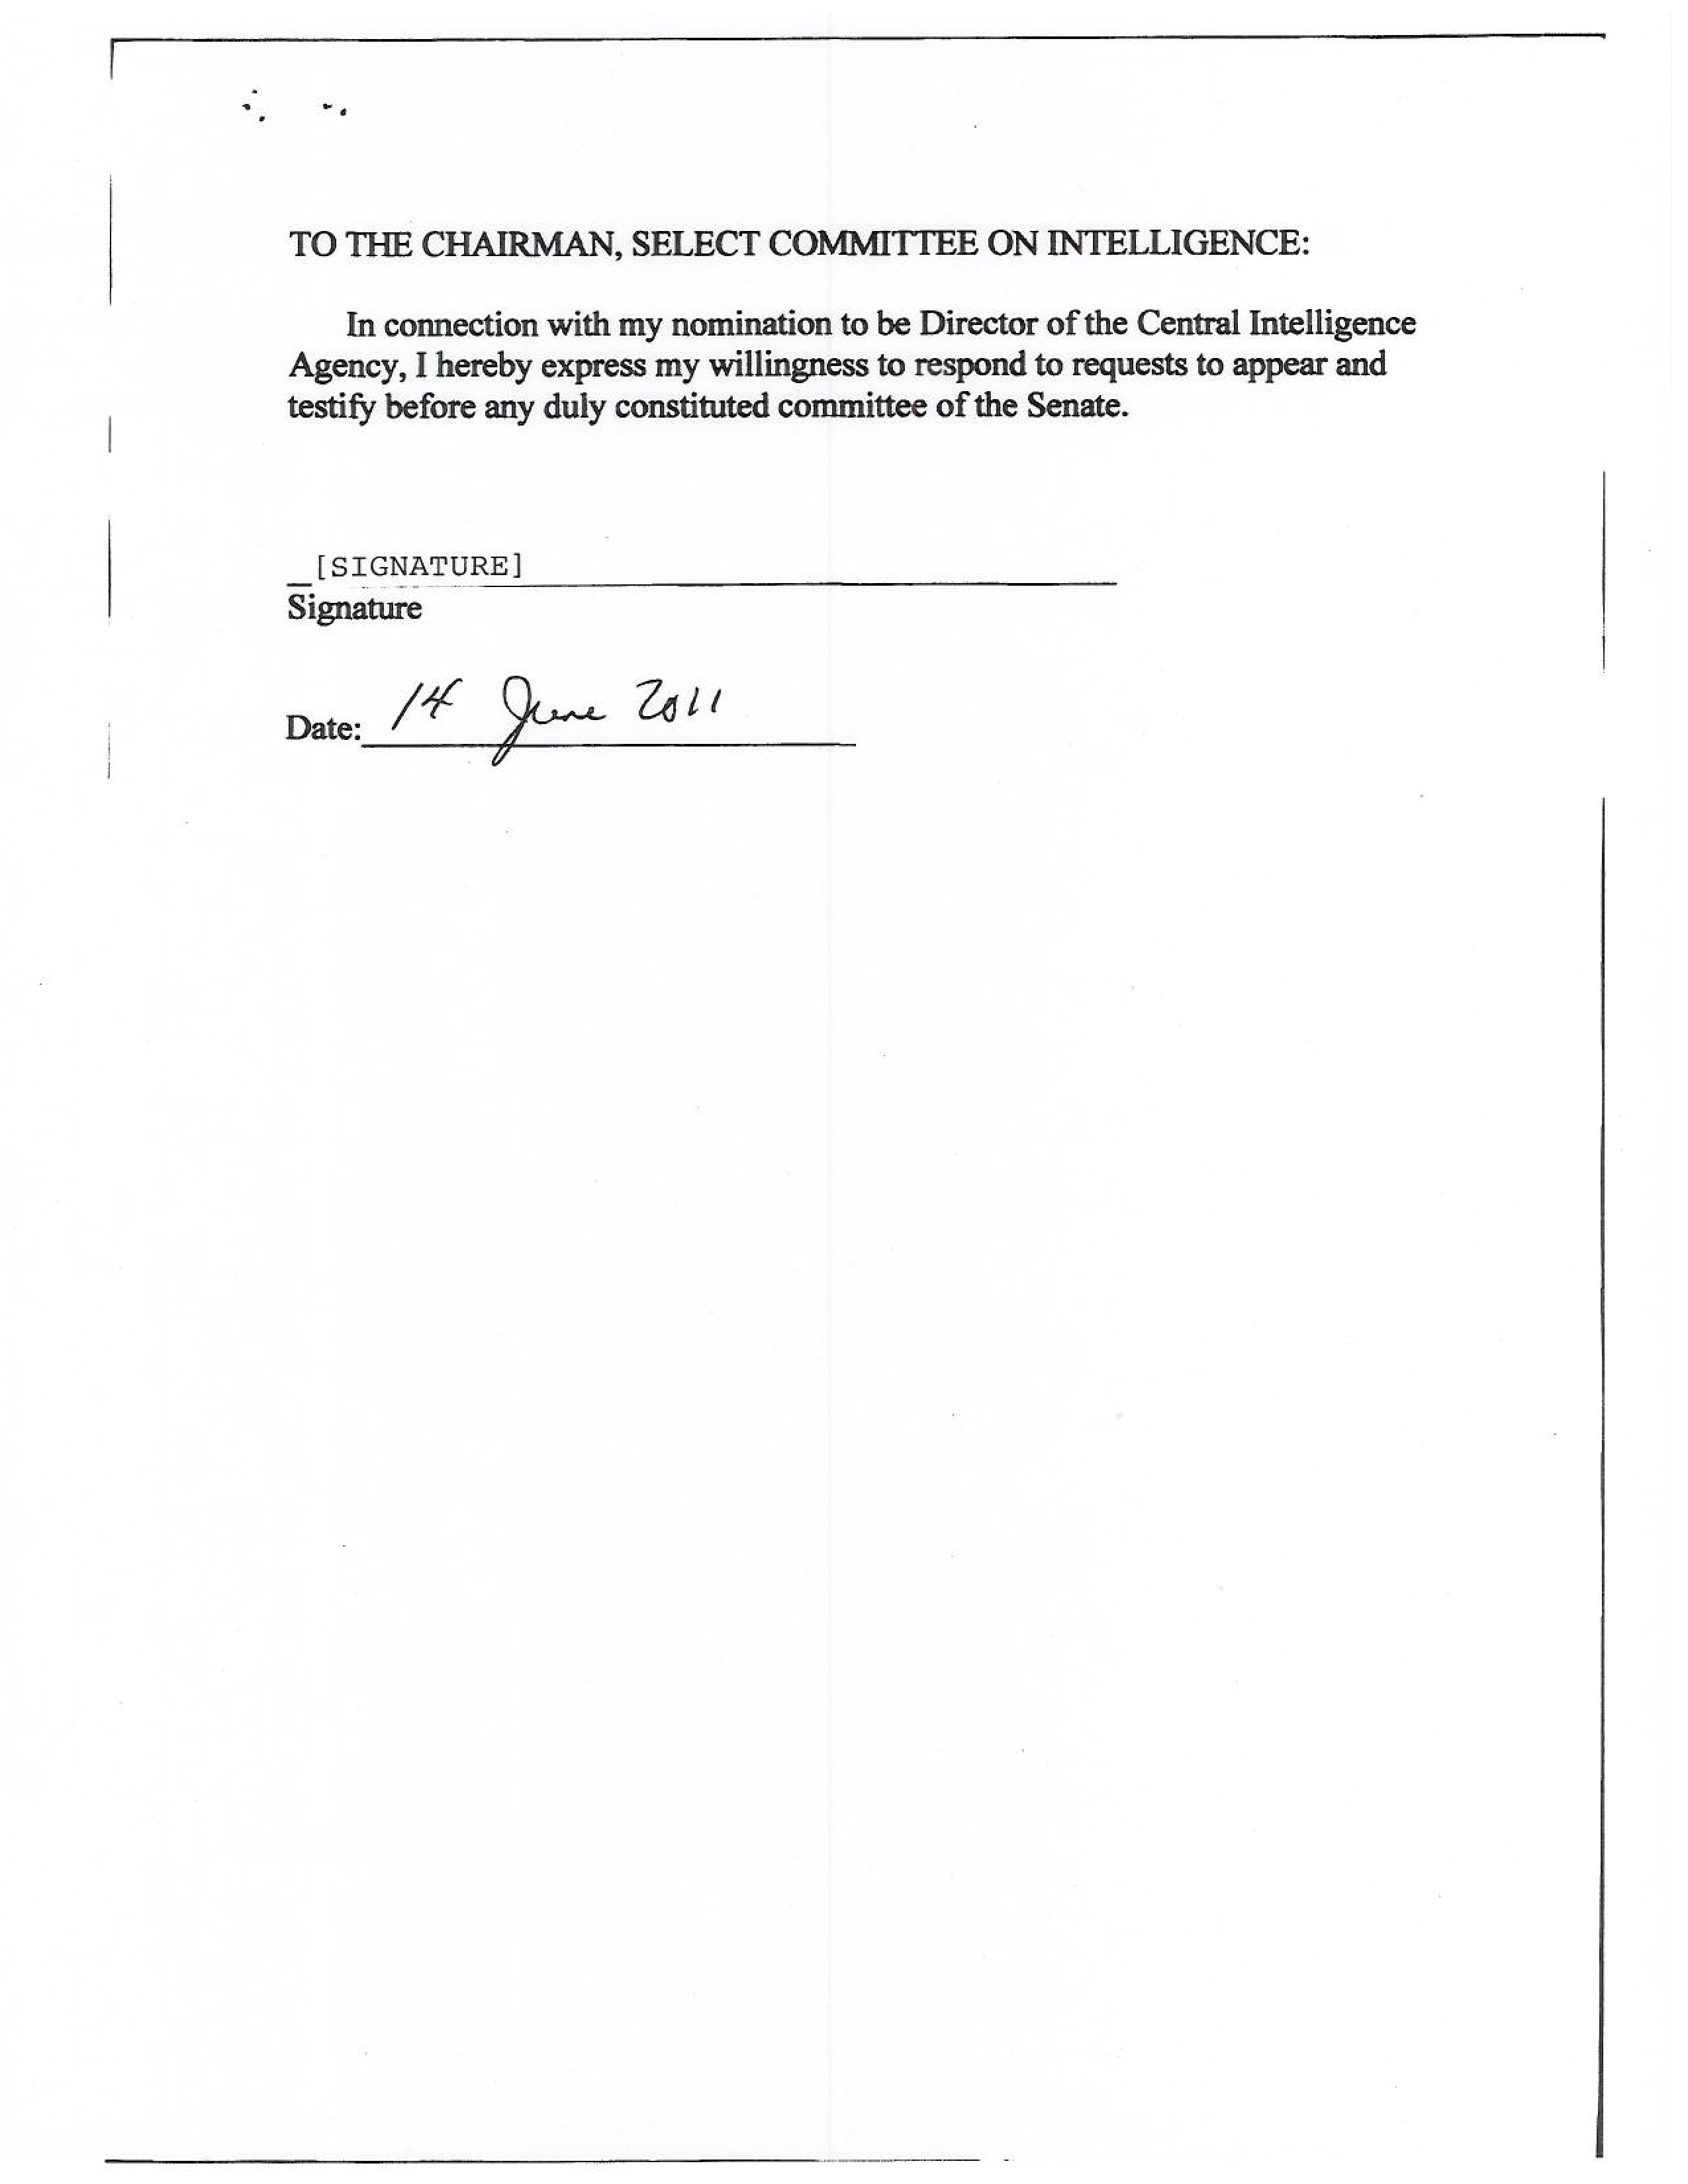 TO THE CHAIRMAN, SELECT COMMITTEE ON INTELLIGENCE:
In connection with my nomination to be Director of the Central Intelligence
Agency, I hereby express my willingness to respond to requests to appear and
testify before any duly constituted committee of the Senate.
_[SIGNATURE]
Signature
Date: 14 June 2011